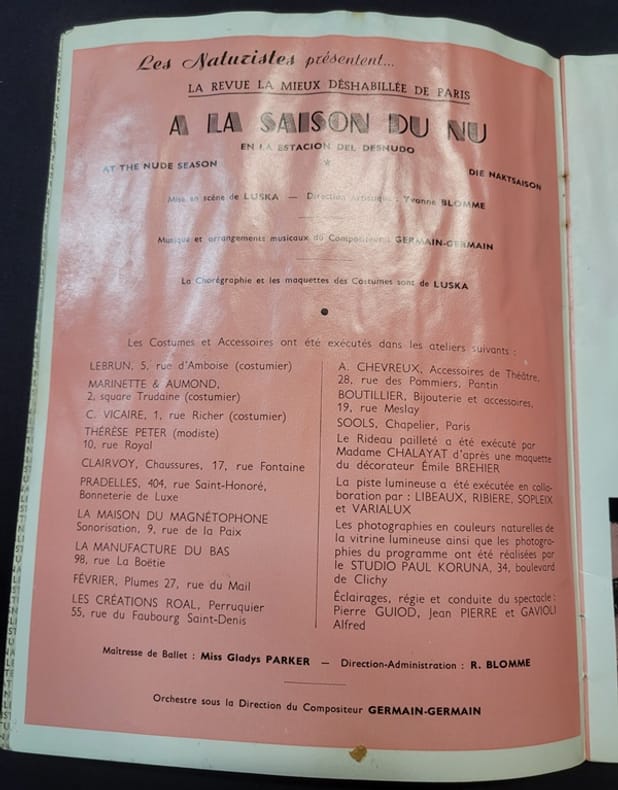 Les Naturistes présentent...
LA REVUE LA MIEUX DÉSHABILLÉE DE PARIS
A LA SAISON DU NU
EN LA ESTACION DEL DESNUDO
AT THE NUDE SEASON
*
DIE NAKTSAISON
Mise en scène de LUSKA — Direction Artistique : Yvonne BLOMME
Musique et arrangements musicaux du Compositeur GERMAIN-GERMAIN
La Chorégraphie et les maquettes des Costumes sont de LUSKA
Les Costumes et Accessoires ont été exécutés dans les ateliers suivants :
LEBRUN, 5, rue d'Amboise (costumier)
MARINETTE & AUMOND,
2, square Trudaine (costumier)
C. VICAIRE, 1, rue Richer (costumier)
THÉRÈSE PETER (modiste)
10, rue Royal
CLAIRVOY, Chaussures, 17, rue Fontaine
PRADELLES, 404, rue Saint-Honoré,
Bonneterie de Luxe
LA MAISON DU MAGNÉTOPHONE
Sonorisation, 9, rue de la Paix
LA MANUFACTURE DU BAS
98, rue La Boëtie
FÉVRIER, Plumes 27, rue du Mail
LES CRÉATIONS ROAL, Perruquier
55, rue du Faubourg Saint-Denis
A. CHEVREUX, Accessoires de Théâtre,
28, rue des Pommiers, Pantin
BOUTILLIER, Bijouterie et accessoires,
19, rue Meslay
SOOLS, Chapelier, Paris
Le Rideau pailleté a été exécuté par
Madame CHALAYAT d'après une maquette
du décorateur Émile BREHIER
La piste lumineuse a été exécutée en colla-
boration par : LIBEAUX, RIBIERE, SOPLEIX
et VARIALUX
Les photographies en couleurs naturelles de
la vitrine lumineuse ainsi que les photogra-
phies du programme ont été réalisées par
le STUDIO PAUL KORUNA, 34, boulevard
de Clichy
Éclairages, régie et conduite du spectacle :
Pierre GUIOD, Jean PIERRE et GAVIOLI
Alfred
Maîtresse de Ballet : Miss Gladys PARKER — Direction-Administration : R. BLOMME
Orchestre sous la Direction du Compositeur GERMAIN-GERMAIN